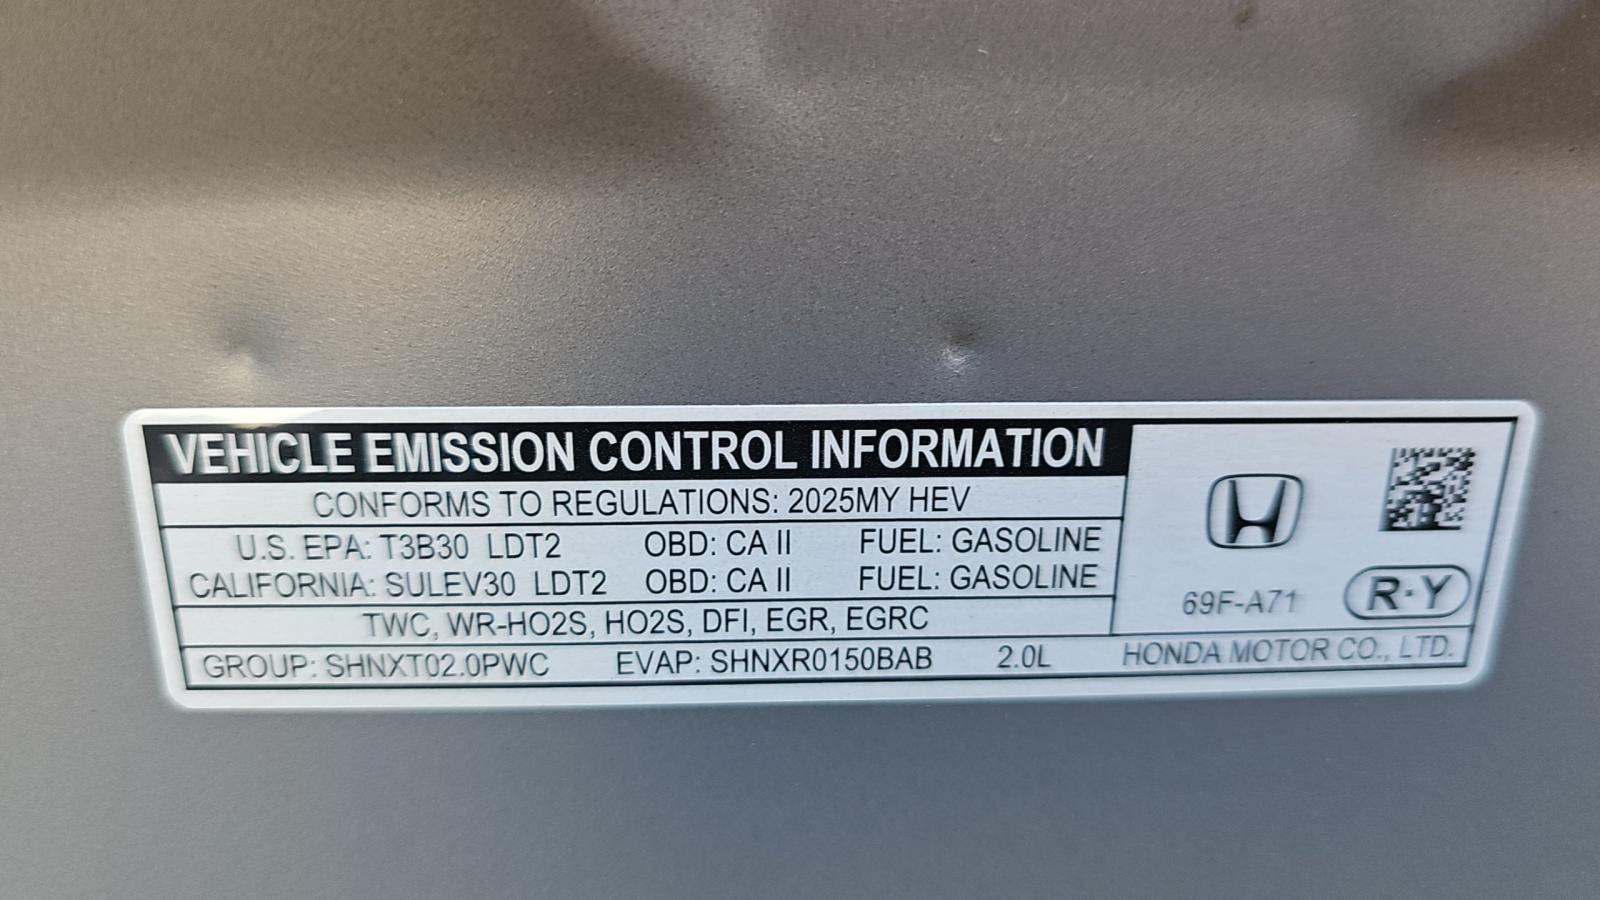 VEHICLE EMISSION CONTROL INFORMATION
CONFORMS TO REGULATIONS: 2025MY HEV
U.S. EPA: T3B30 LDT2 OBD: CA II FUEL: GASOLINE
CALIFORNIA: SULEV30 LDT2 OBD: CA II FUEL: GASOLINE
TWC, WR-HO2S, HO2S, DFI, EGR, EGRC
GROUP: SHNXT02.0PWC EVAP: SHNXR0150BAB 2.0L
69F-A71 R·Y
HONDA MOTOR CO., LTD.